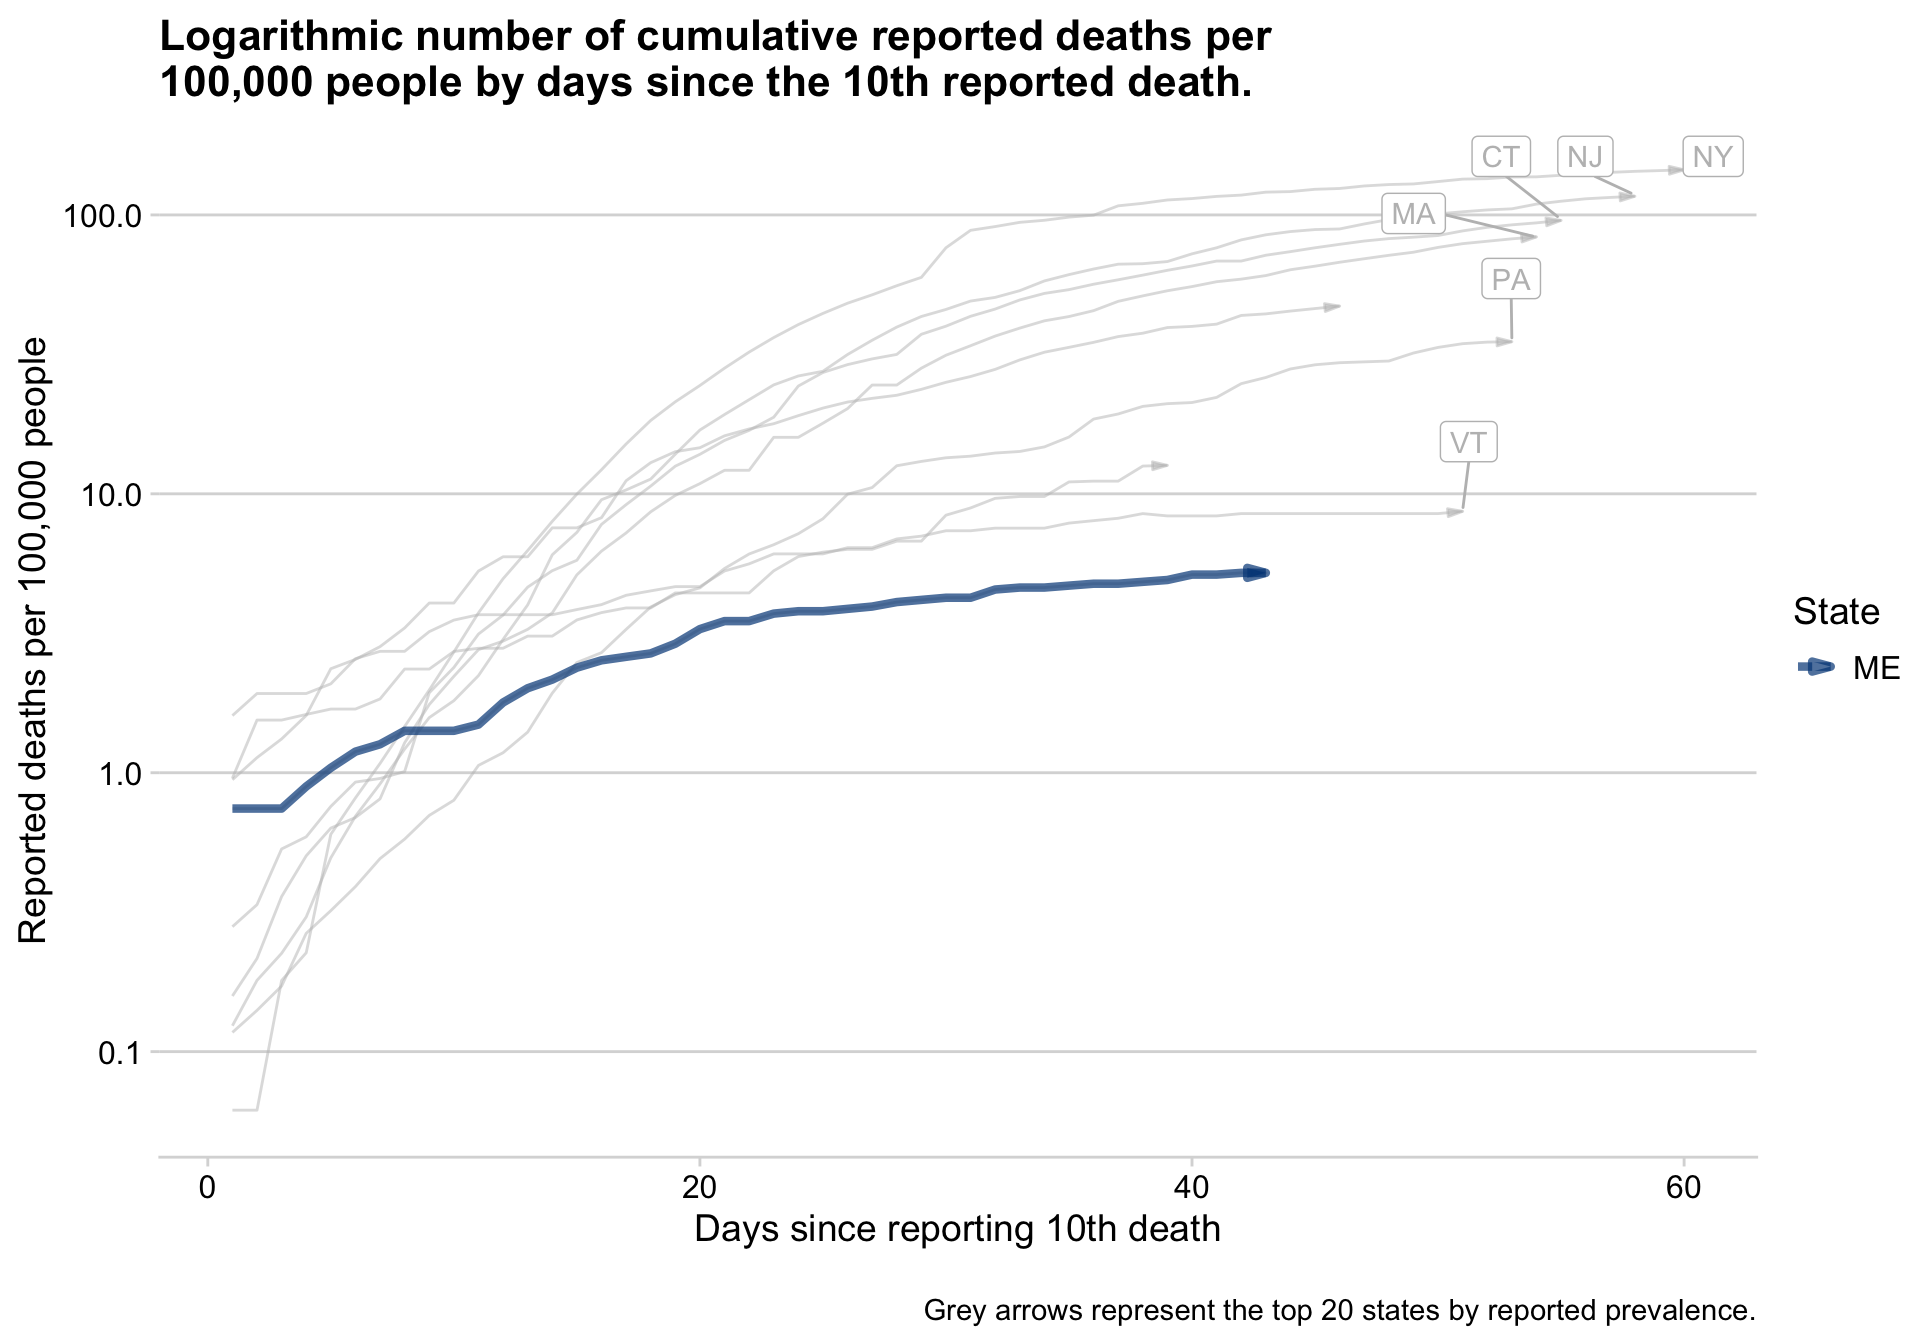 Logarithmic number of cumulative reported deaths per
100,000 people by days since the 10th reported death.
CT
NJ
NY
MA
PA
VT
100.0
10.0
1.0
0.1
Reported deaths per 100,000 people
0
20
40
60
Days since reporting 10th death
State
ME
Grey arrows represent the top 20 states by reported prevalence.